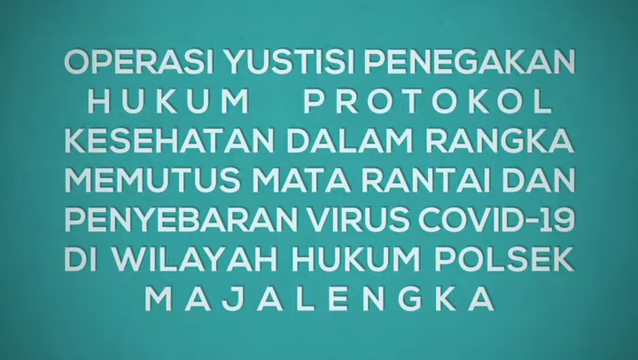 OPERASI YUSTISI PENEGAKAN
HUKUM PROTOKOL
KESEHATAN DALAM RANGKA
MEMUTUS MATA RANTAI DAN
PENYEBARAN VIRUS COVID-19
DI WILAYAH HUKUM POLSEK
MAJALENGKA